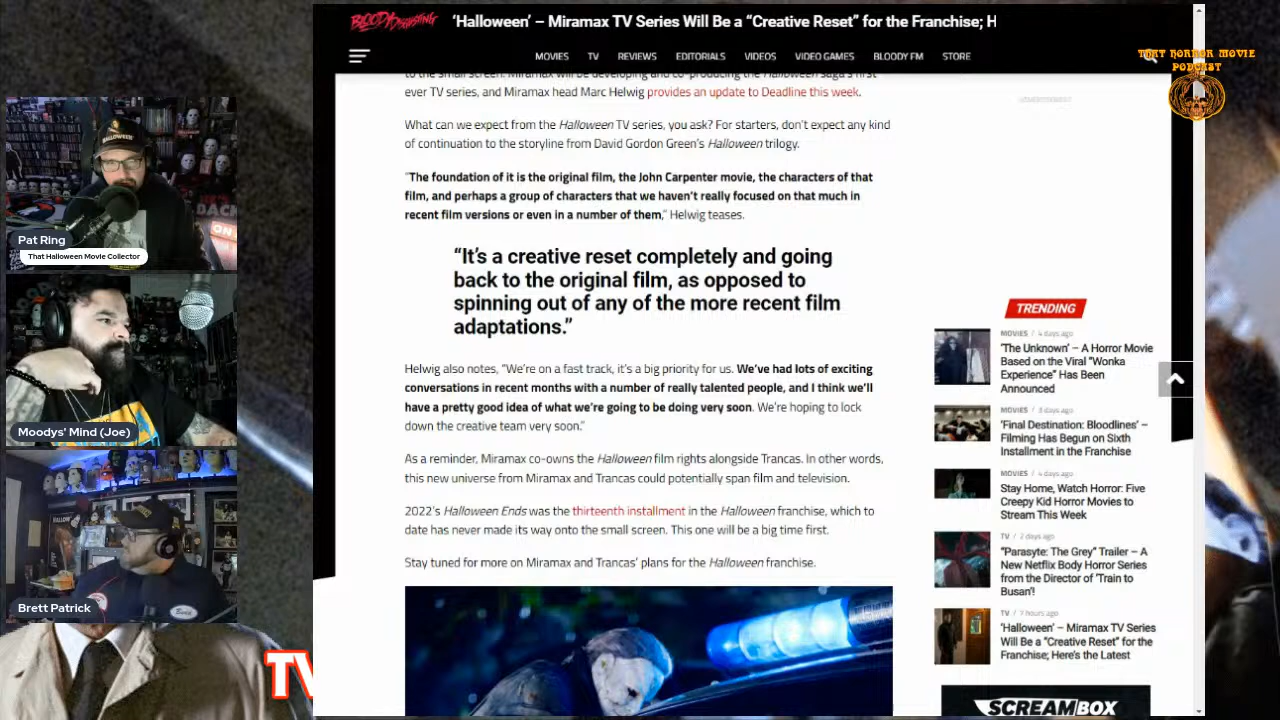 BLOODY DISGUSTING
'Halloween' – Miramax TV Series Will Be a "Creative Reset" for the Franchise; H
MOVIES TV REVIEWS EDITORIALS VIDEOS VIDEO GAMES BLOODY FM STORE
THAT HORROR MOVIE
PODCAST
to the small screen. Miramax will be developing and co-producing the Halloween saga's first
ever TV series, and Miramax head Marc Helwig provides an update to Deadline this week.
What can we expect from the Halloween TV series, you ask? For starters, don't expect any kind
of continuation to the storyline from David Gordon Green's Halloween trilogy.
"The foundation of it is the original film, the John Carpenter movie, the characters of that
film, and perhaps a group of characters that we haven't really focused on that much in
recent film versions or even in a number of them," Helwig teases.
"It's a creative reset completely and going
back to the original film, as opposed to
spinning out of any of the more recent film
adaptations."
Helwig also notes, "We're on a fast track, it's a big priority for us. We've had lots of exciting
conversations in recent months with a number of really talented people, and I think we'll
have a pretty good idea of what we're going to be doing very soon. We're hoping to lock
down the creative team very soon."
As a reminder, Miramax co-owns the Halloween film rights alongside Trancas. In other words,
this new universe from Miramax and Trancas could potentially span film and television.
2022's Halloween Ends was the thirteenth installment in the Halloween franchise, which to
date has never made its way onto the small screen. This one will be a big time first.
Stay tuned for more on Miramax and Trancas' plans for the Halloween franchise.
ADVERTISEMENT
TRENDING
MOVIES / 4 days ago
'The Unknown' – A Horror Movie
Based on the Viral "Wonka
Experience" Has Been
Announced
MOVIES / 3 days ago
'Final Destination: Bloodlines' –
Filming Has Begun on Sixth
Installment in the Franchise
MOVIES / 4 days ago
Stay Home, Watch Horror: Five
Creepy Kid Horror Movies to
Stream This Week
TV / 2 days ago
"Parasyte: The Grey" Trailer – A
New Netflix Body Horror Series
from the Director of 'Train to
Busan'!
TV / 7 hours ago
'Halloween' – Miramax TV Series
Will Be a "Creative Reset" for the
Franchise; Here's the Latest
SCREAMBOX
HALLOWEEN
BACK
ON
Pat Ring
That Halloween Movie Collector
Moodys' Mind (Joe)
Brett Patrick
TV